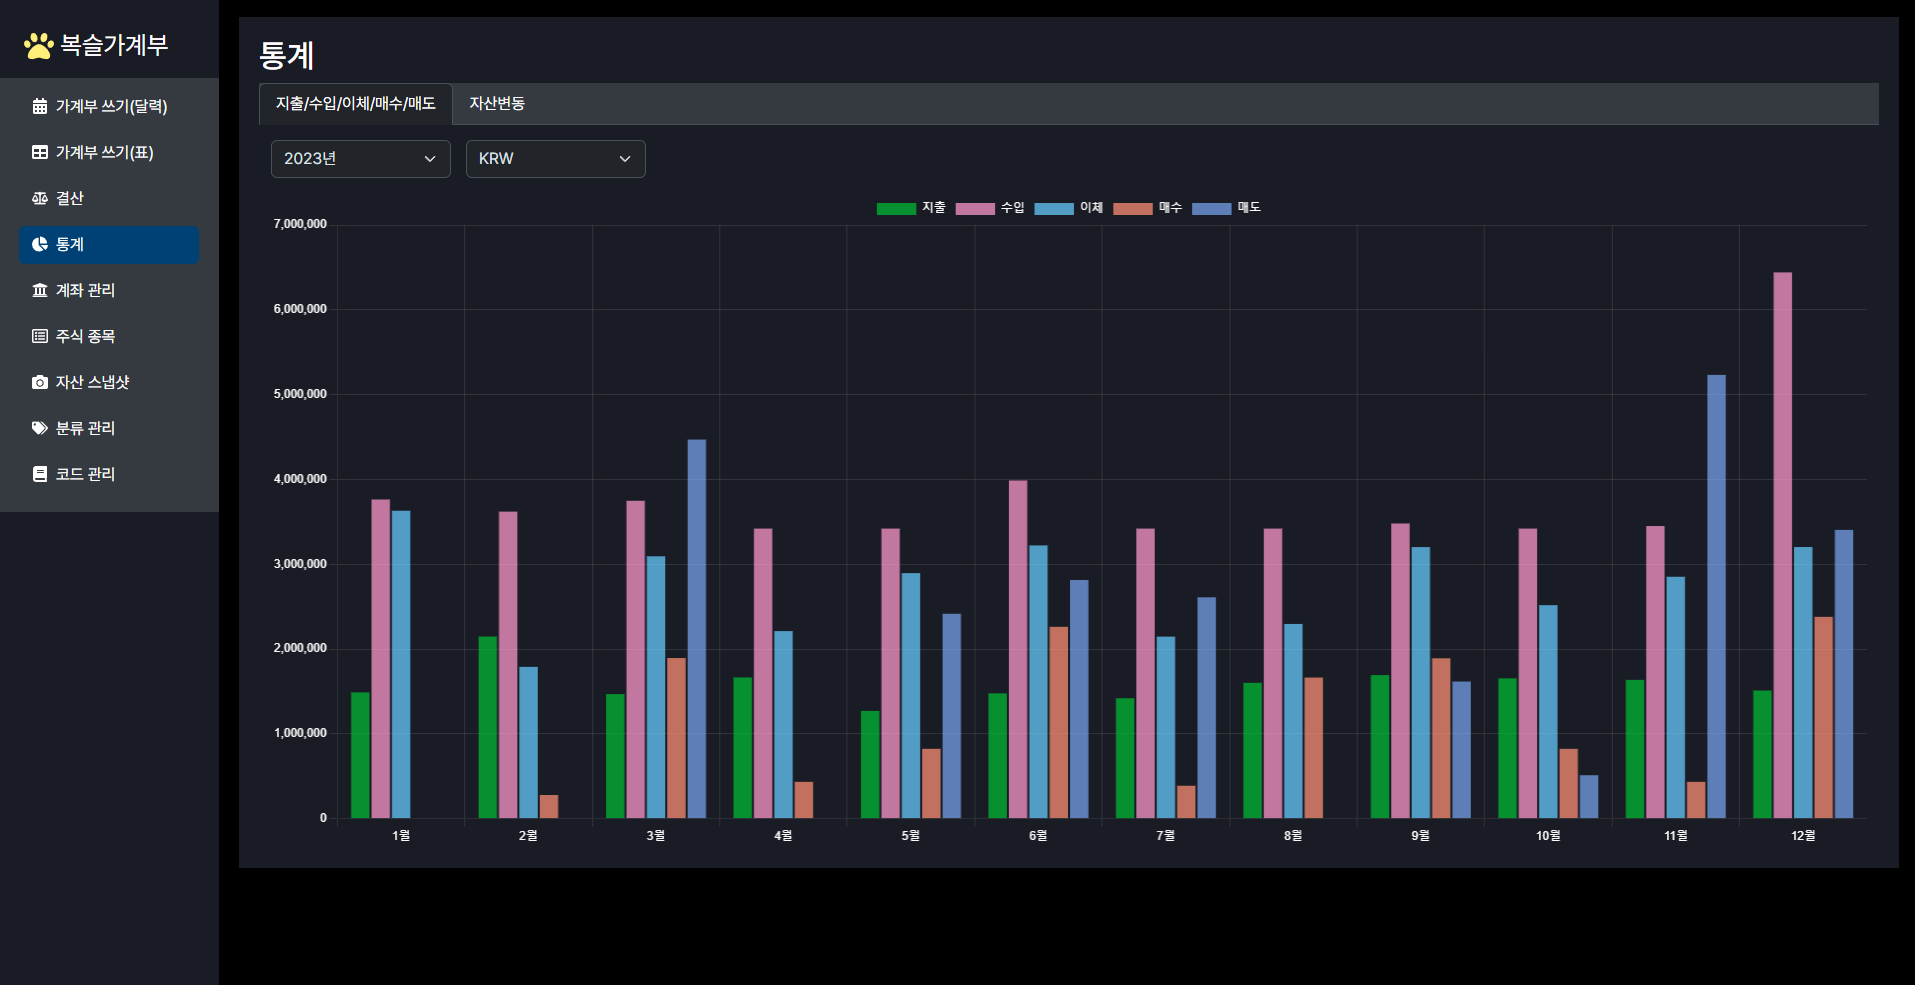 복슬가계부
가계부 쓰기(달력)
가계부 쓰기(표)
결산
통계
계좌 관리
주식 종목
자산 스냅샷
분류 관리
코드 관리
통계
지출/수입/이체/매수/매도 자산변동
2023년 KRW
지출 수입 이체 매수 매도
7,000,000
6,000,000
5,000,000
4,000,000
3,000,000
2,000,000
1,000,000
0
1월 2월 3월 4월 5월 6월 7월 8월 9월 10월 11월 12월